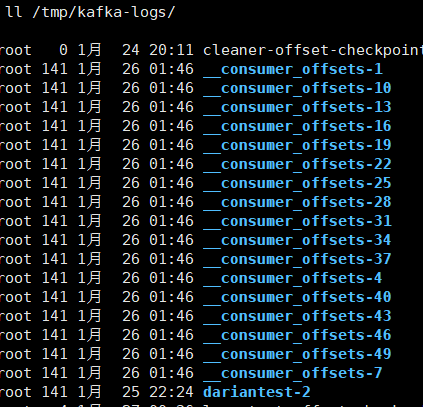 ll /tmp/kafka-logs/
root 0 1月 24 20:11 cleaner-offset-checkpoint
root 141 1月 26 01:46 __consumer_offsets-1
root 141 1月 26 01:46 __consumer_offsets-10
root 141 1月 26 01:46 __consumer_offsets-13
root 141 1月 26 01:46 __consumer_offsets-16
root 141 1月 26 01:46 __consumer_offsets-19
root 141 1月 26 01:46 __consumer_offsets-22
root 141 1月 26 01:46 __consumer_offsets-25
root 141 1月 26 01:46 __consumer_offsets-28
root 141 1月 26 01:46 __consumer_offsets-31
root 141 1月 26 01:46 __consumer_offsets-34
root 141 1月 26 01:46 __consumer_offsets-37
root 141 1月 26 01:46 __consumer_offsets-4
root 141 1月 26 01:46 __consumer_offsets-40
root 141 1月 26 01:46 __consumer_offsets-43
root 141 1月 26 01:46 __consumer_offsets-46
root 141 1月 26 01:46 __consumer_offsets-49
root 141 1月 26 01:46 __consumer_offsets-7
root 141 1月 25 22:24 dariantest-2